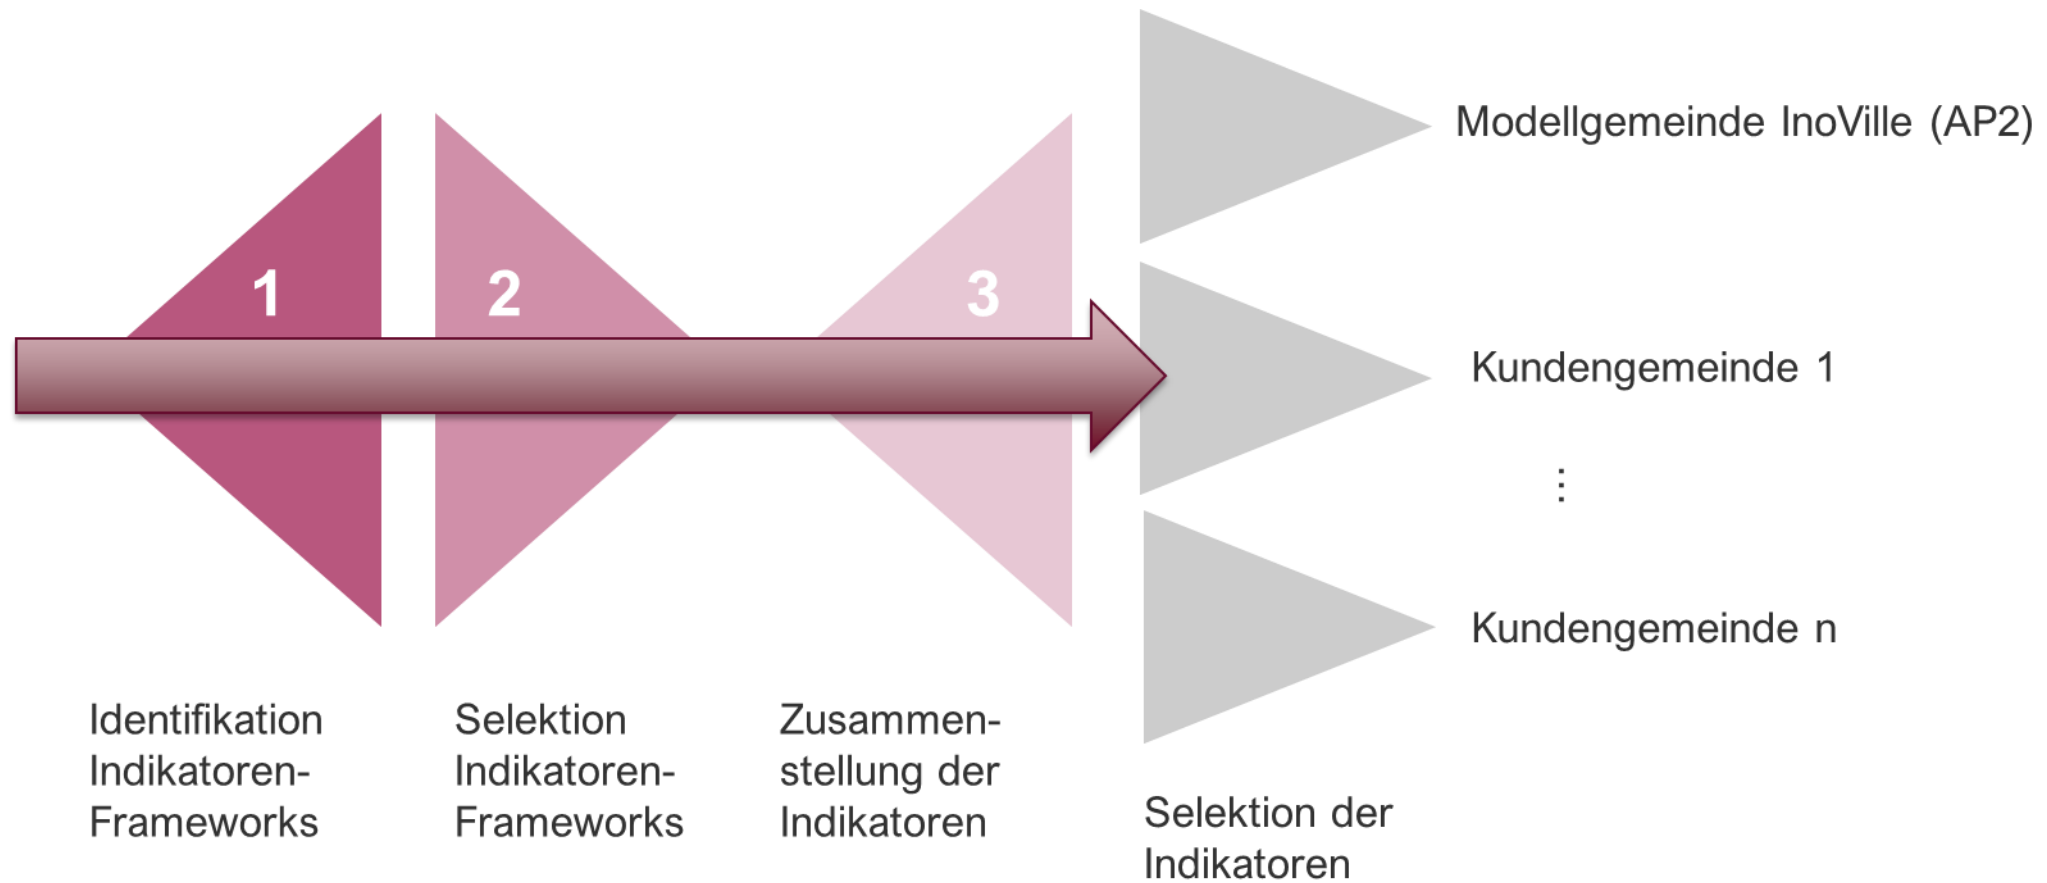 1
2
3
Modellgemeinde InoVille (AP2)
Kundengemeinde 1
⋮
Kundengemeinde n
Identifikation
Indikatoren-
Frameworks
Selektion
Indikatoren-
Frameworks
Zusammen-
stellung der
Indikatoren
Selektion der
Indikatoren